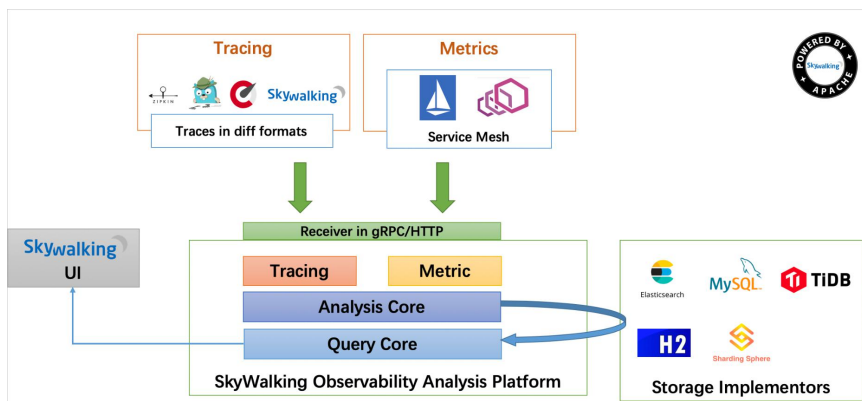 Tracing
Metrics
POWERED BY
Skywalking
APACHE
ZIPKIN
Skywalking
Traces in diff formats
Service Mesh
Receiver in gRPC/HTTP
Skywalking
UI
Tracing
Metric
Analysis Core
Query Core
SkyWalking Observability Analysis Platform
Elasticsearch
MySQL
TiDB
H2
Sharding Sphere
Storage Implementors